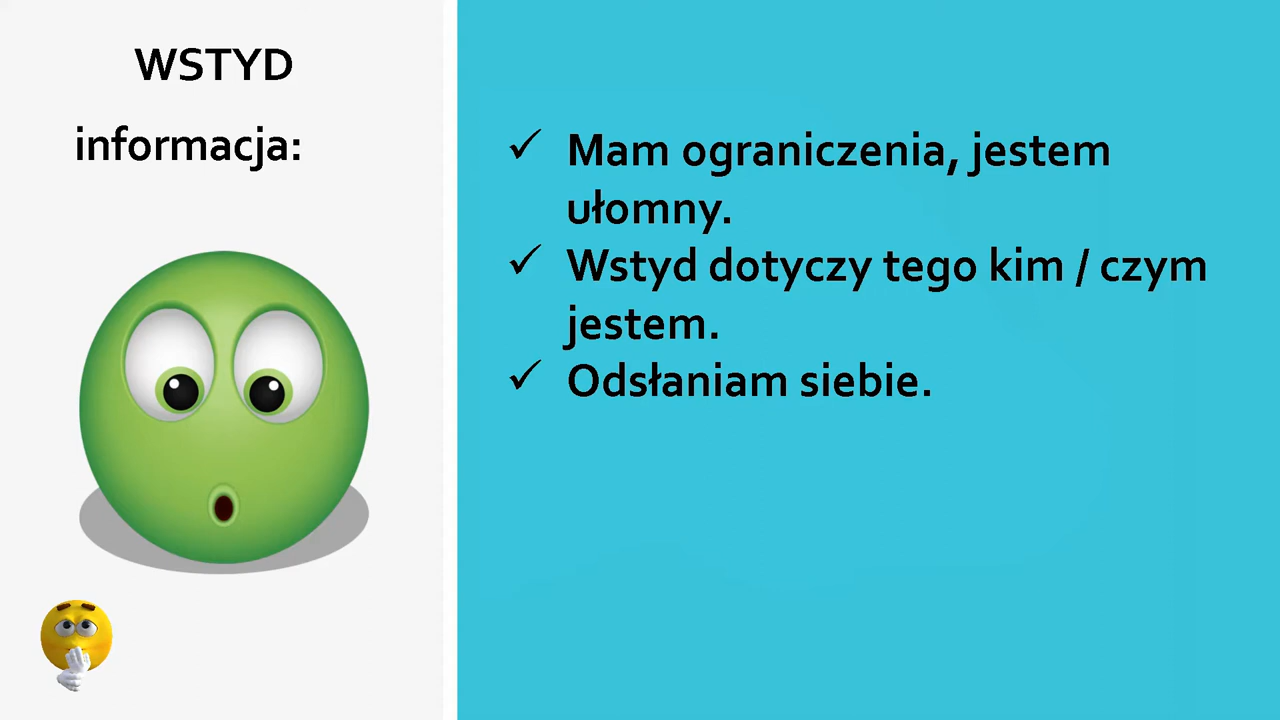 WSTYD
informacja:
✓ Mam ograniczenia, jestem
ułomny.
✓ Wstyd dotyczy tego kim / czym
jestem.
✓ Odsłaniam siebie.